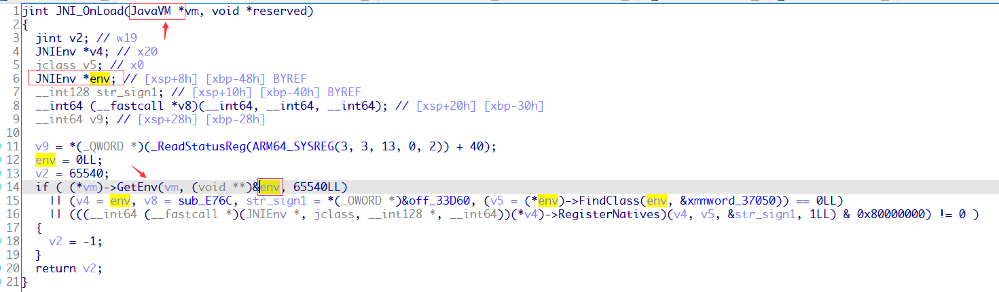 1 jint JNI_OnLoad(JavaVM *vm, void *reserved)
2 {
3 jint v2; // w19
4 JNIEnv *v4; // x20
5 jclass v5; // x0
6 JNIEnv *env; // [xsp+8h] [xbp-48h] BYREF
7 __int128 str_sign1; // [xsp+10h] [xbp-40h] BYREF
8 __int64 (__fastcall *v8)(__int64, __int64, __int64); // [xsp+20h] [xbp-30h]
9 __int64 v9; // [xsp+28h] [xbp-28h]
10
11 v9 = *(_QWORD *)(_ReadStatusReg(ARM64_SYSREG(3, 3, 13, 0, 2)) + 40);
12 env = 0LL;
13 v2 = 65540;
14 if ( (*vm)->GetEnv(vm, (void **)&env, 65540LL)
15 || (v4 = env, v8 = sub_E76C, str_sign1 = *(_OWORD *)&off_33D60, (v5 = (*env)->FindClass(env, &xmmword_37050)) == 0LL)
16 || (((__int64 (__fastcall *)(JNIEnv *, jclass, __int128 *, __int64))(*v4)->RegisterNatives)(v4, v5, &str_sign1, 1LL) & 0x80000000) != 0 )
17 {
18 v2 = -1;
19 }
20 return v2;
21 }